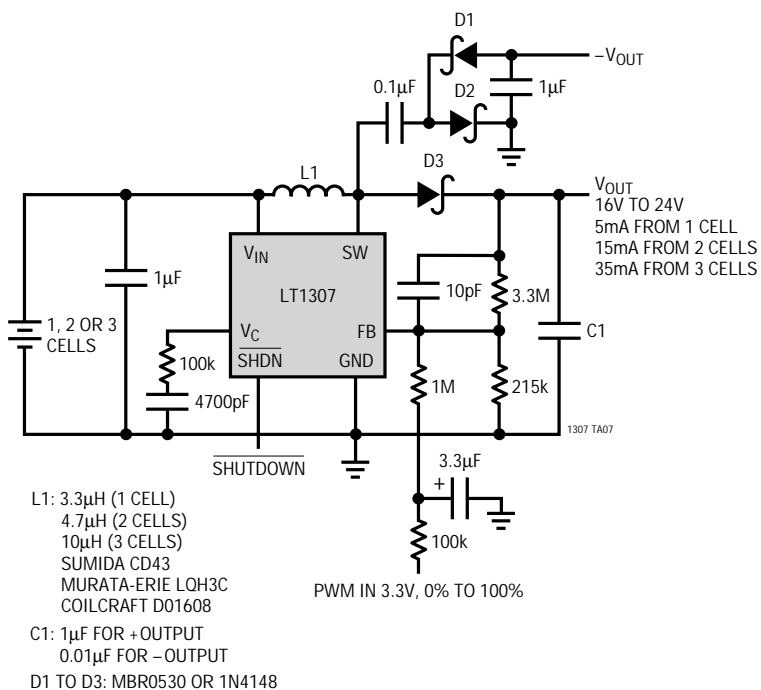 D1
–VOUT
0.1µF
D2
1µF
L1
D3
VOUT
16V TO 24V
5mA FROM 1 CELL
15mA FROM 2 CELLS
35mA FROM 3 CELLS
VIN
SW
1µF
LT1307
10pF
3.3M
1, 2 OR 3
CELLS
VC
FB
C1
100k
SHDN
GND
1M
215k
4700pF
1307 TA07
SHUTDOWN
3.3µF
+
L1: 3.3µH (1 CELL)
4.7µH (2 CELLS)
10µH (3 CELLS)
SUMIDA CD43
MURATA-ERIE LQH3C
COILCRAFT D01608
100k
PWM IN 3.3V, 0% TO 100%
C1: 1µF FOR +OUTPUT
0.01µF FOR –OUTPUT
D1 TO D3: MBR0530 OR 1N4148